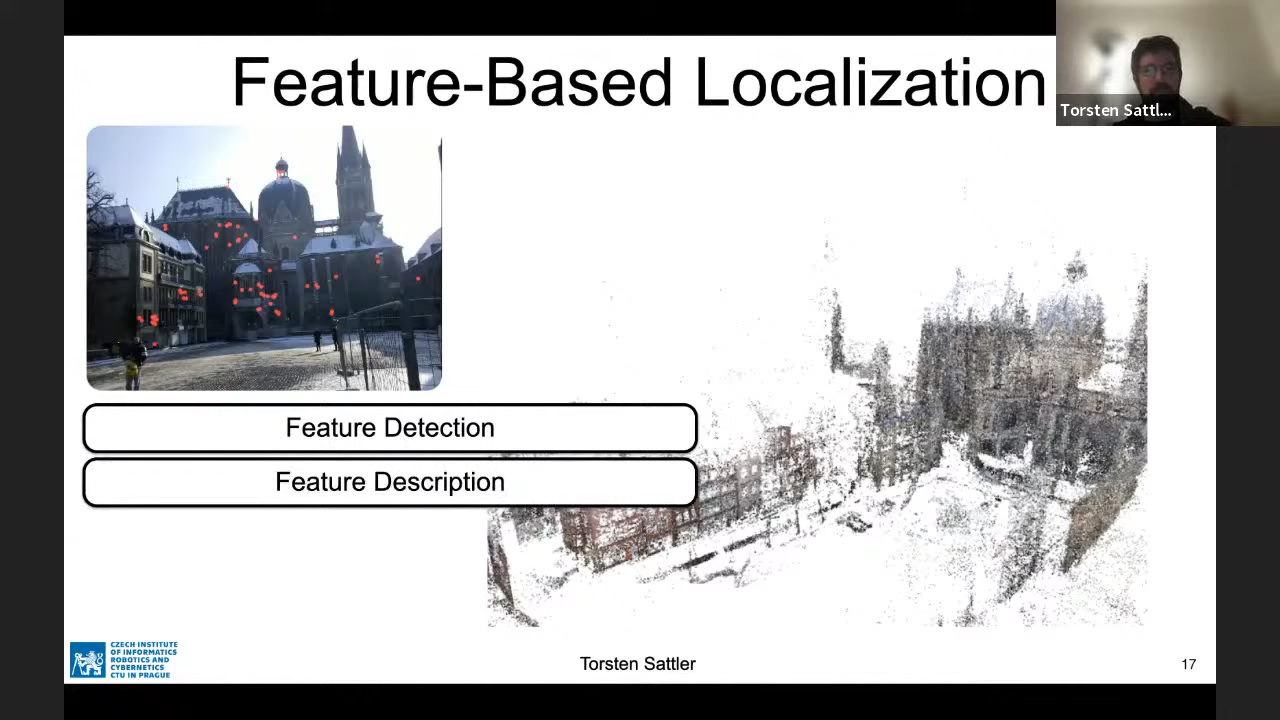 Feature-Based Localization
Torsten Sattl...
Feature Detection
Feature Description
CZECH INSTITUTE
OF INFORMATICS
ROBOTICS AND
CYBERNETICS
CTU IN PRAGUE
Torsten Sattler
17